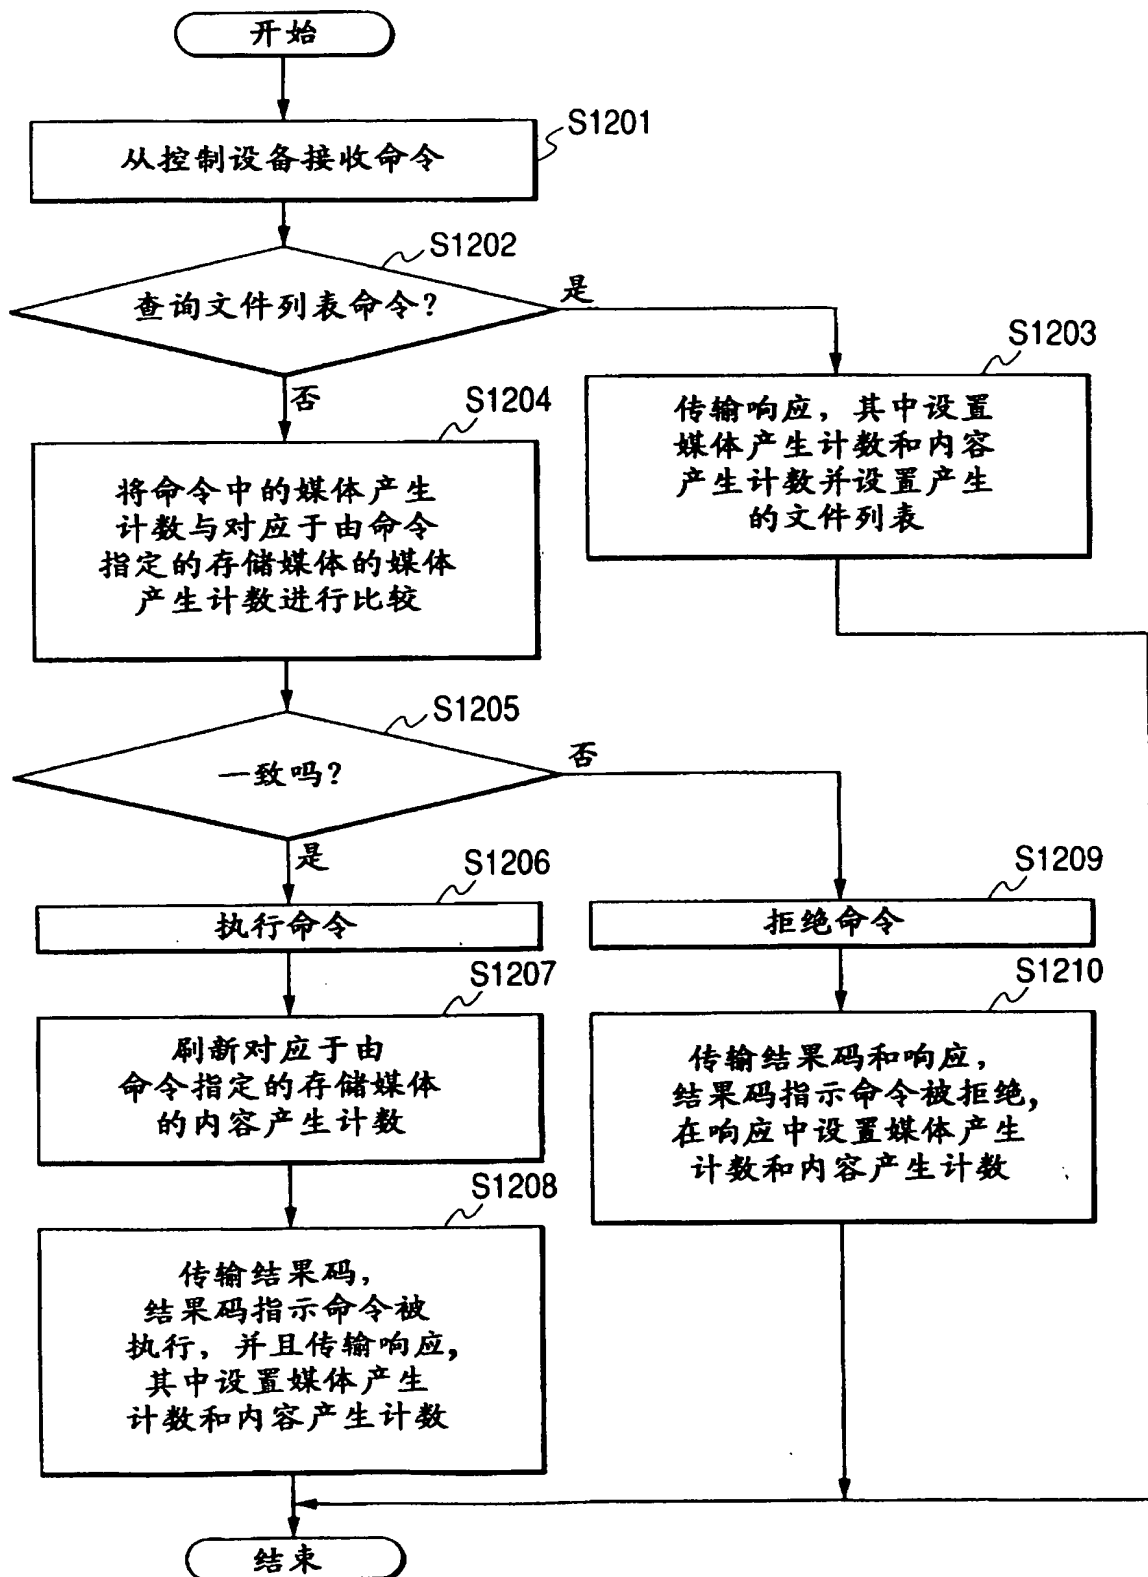 开始
S1201
从控制设备接收命令
S1202
查询文件列表命令?
是
S1203
传输响应，其中设置
媒体产生计数和内容
产生计数并设置产生
的文件列表
否
S1204
将命令中的媒体产生
计数与对应于由命令
指定的存储媒体的媒体
产生计数进行比较
S1205
一致吗?
否
是
S1206
执行命令
S1209
拒绝命令
S1207
刷新对应于由
命令指定的存储媒体
的内容产生计数
S1210
传输结果码和响应，
结果码指示命令被拒绝，
在响应中设置媒体产生
计数和内容产生计数
S1208
传输结果码，
结果码指示命令被
执行，并且传输响应，
其中设置媒体产生
计数和内容产生计数
结束